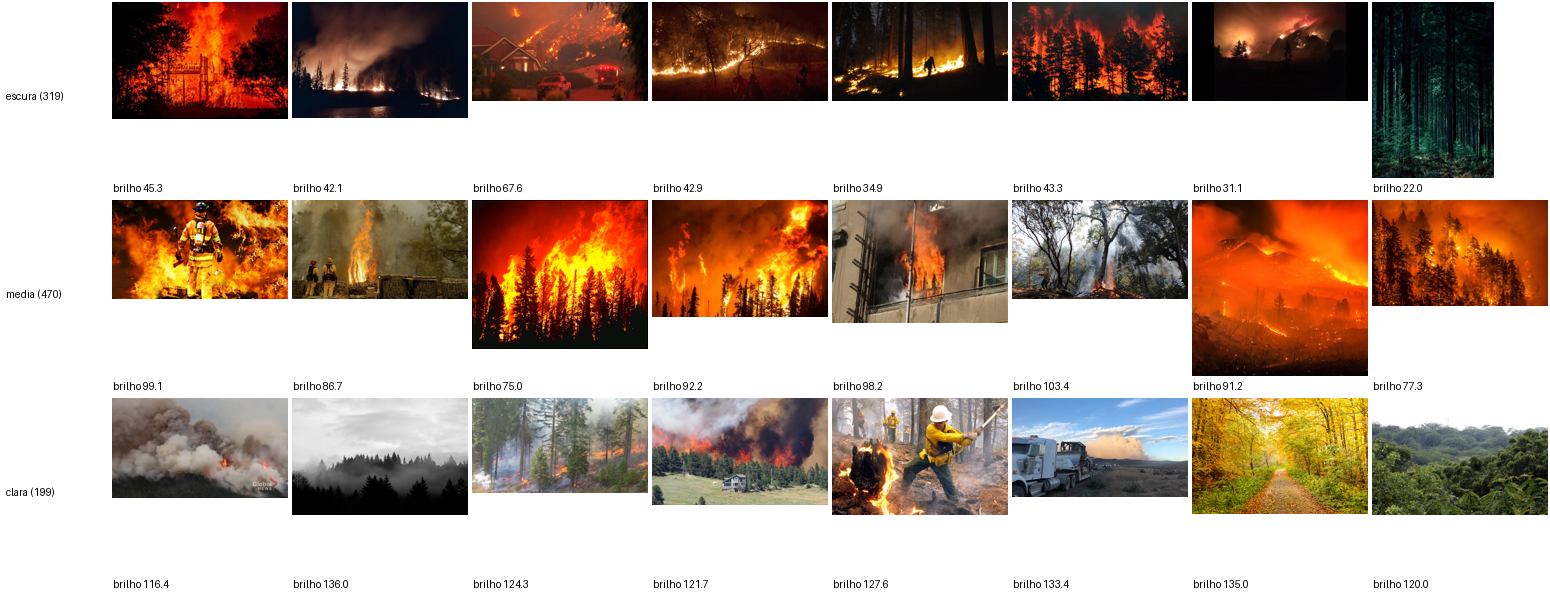 escura (319)
brilho 45.3
brilho 42.1
brilho 67.6
brilho 42.9
brilho 34.9
brilho 43.3
brilho 31.1
brilho 22.0
media (470)
brilho 99.1
brilho 86.7
brilho 75.0
brilho 92.2
brilho 98.2
brilho 103.4
brilho 91.2
brilho 77.3
clara (199)
Global
NEWS
brilho 116.4
brilho 136.0
brilho 124.3
brilho 121.7
brilho 127.6
brilho 133.4
brilho 135.0
brilho 120.0